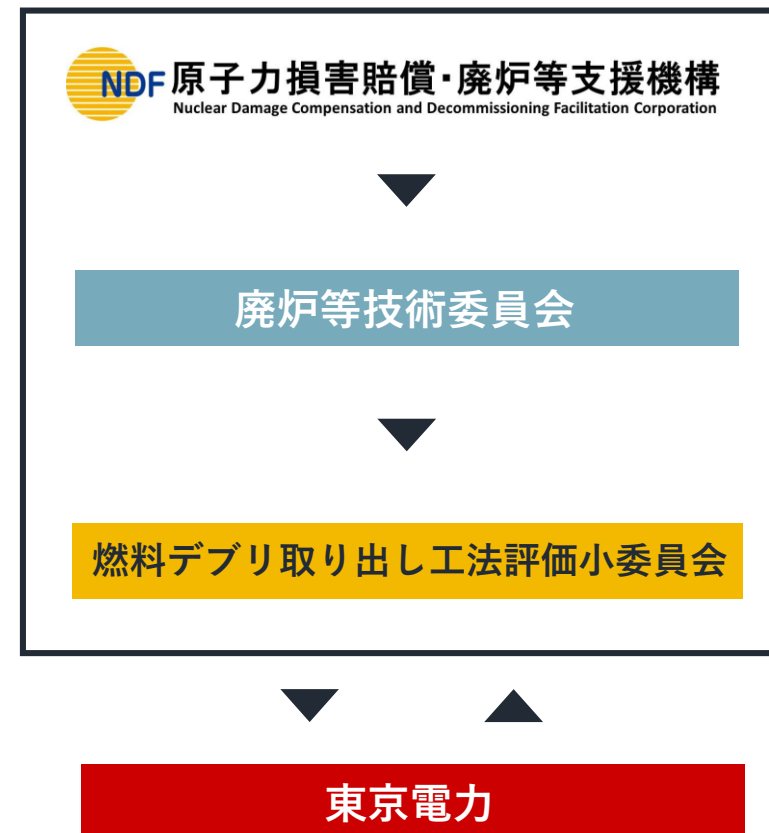 NDF 原子力損害賠償・廃炉等支援機構
Nuclear Damage Compensation and Decommissioning Facilitation Corporation
廃炉等技術委員会
燃料デブリ取り出し工法評価小委員会
東京電力